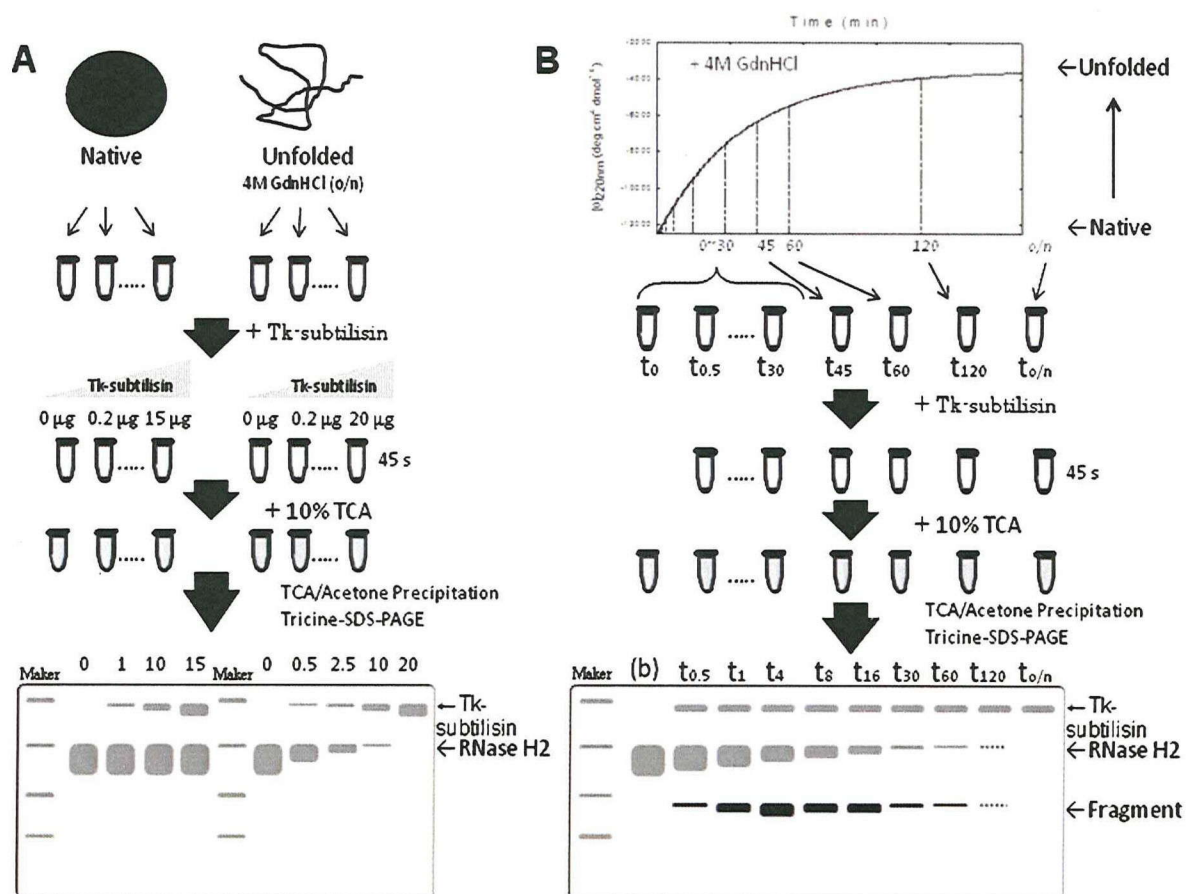 A
Native
Unfolded
4M GdnHCl (o/n)
+ Tk-subtilisin
Tk-subtilisin
Tk-subtilisin
0 μg 0.2 μg 15 μg
0 μg 0.2 μg 20 μg
45 s
+ 10% TCA
TCA/Acetone Precipitation
Tricine-SDS-PAGE
Maker 0 1 10 15 Maker 0 0.5 2.5 10 20
←Tk-
subtilisin
←RNase H2
B
Time (min)
+ 4M GdnHCl
←Unfolded
←Native
0~30 45 60 120 o/n
t0 t0.5 ..... t30 t45 t60 t120 to/n
+ Tk-subtilisin
45 s
+ 10% TCA
TCA/Acetone Precipitation
Tricine-SDS-PAGE
Maker (b) t0.5 t1 t4 t8 t16 t30 t60 t120 to/n
←Tk-
subtilisin
←RNase H2
←Fragment